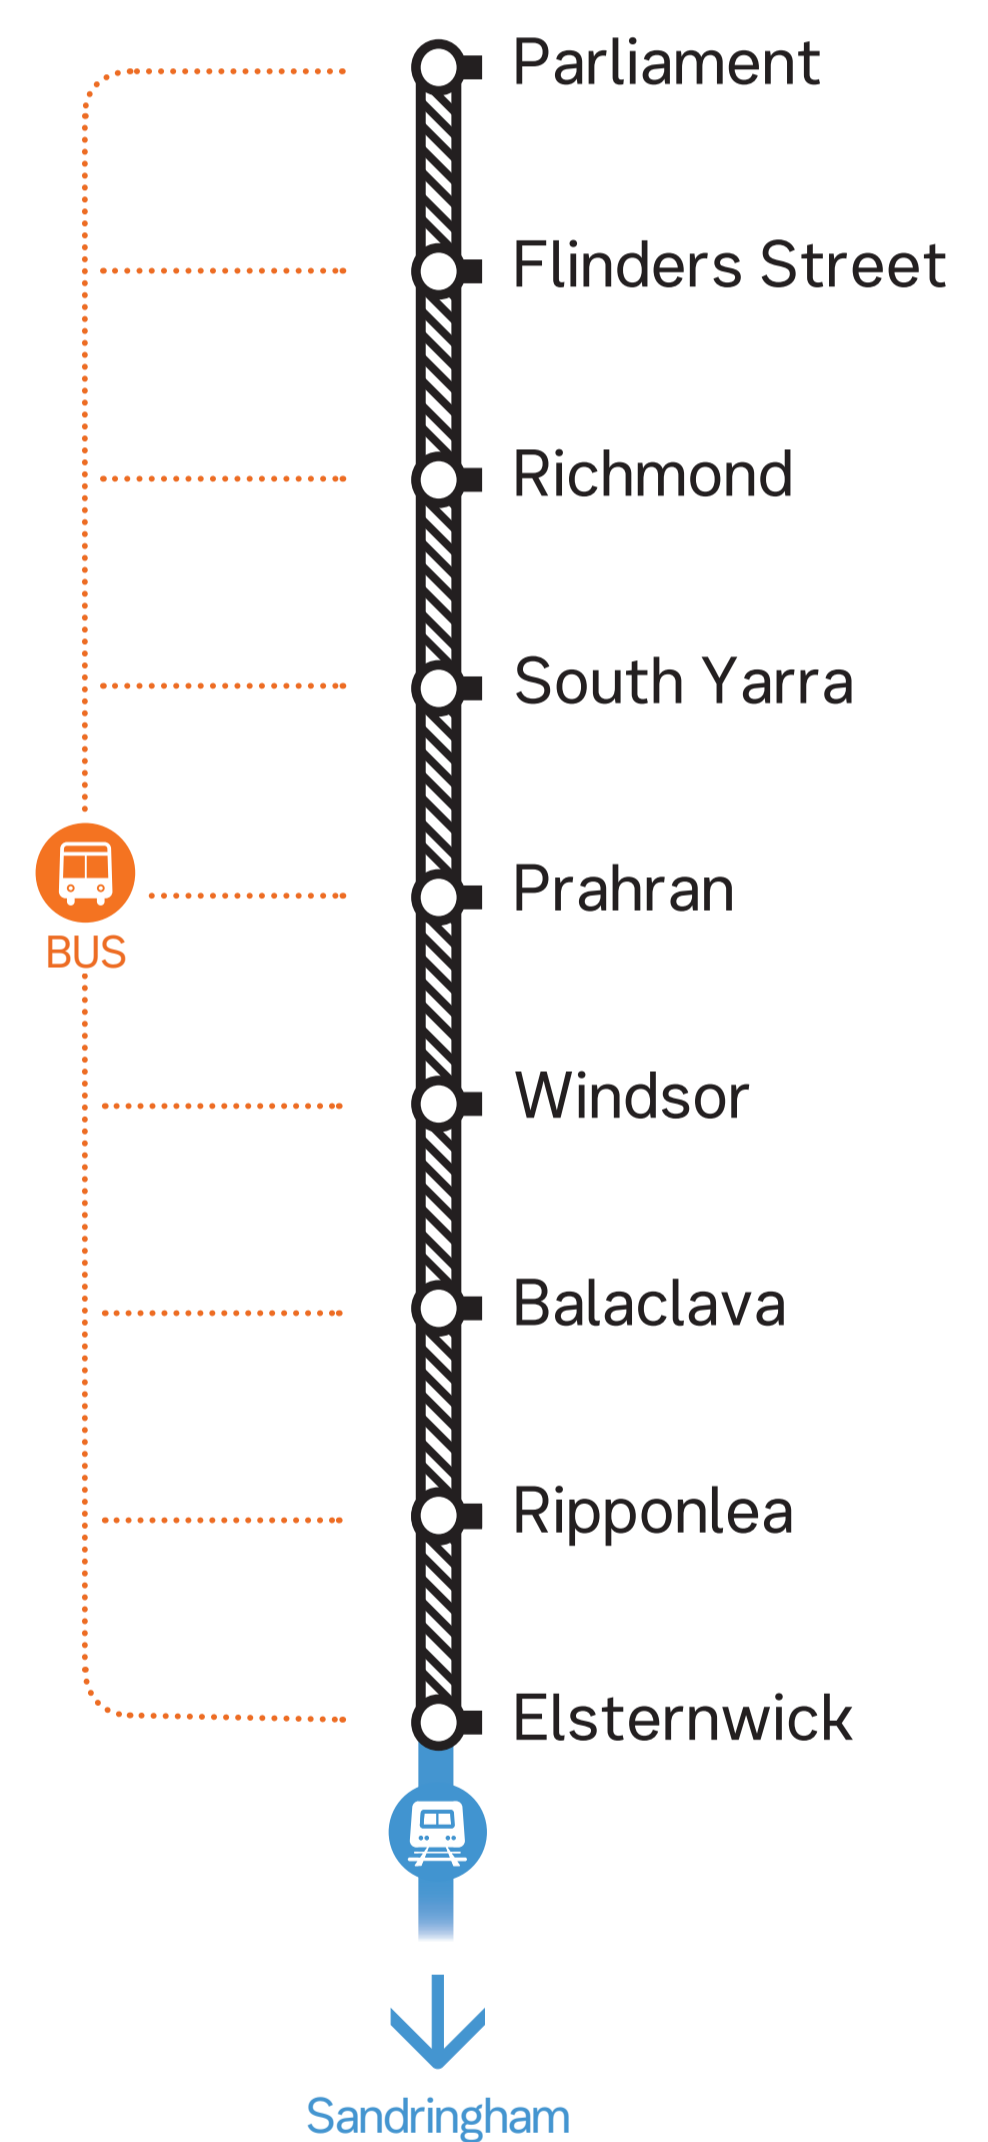 Parliament
Flinders Street
Richmond
South Yarra
Prahran
BUS
Windsor
Balaclava
Ripponlea
Elsternwick
Sandringham